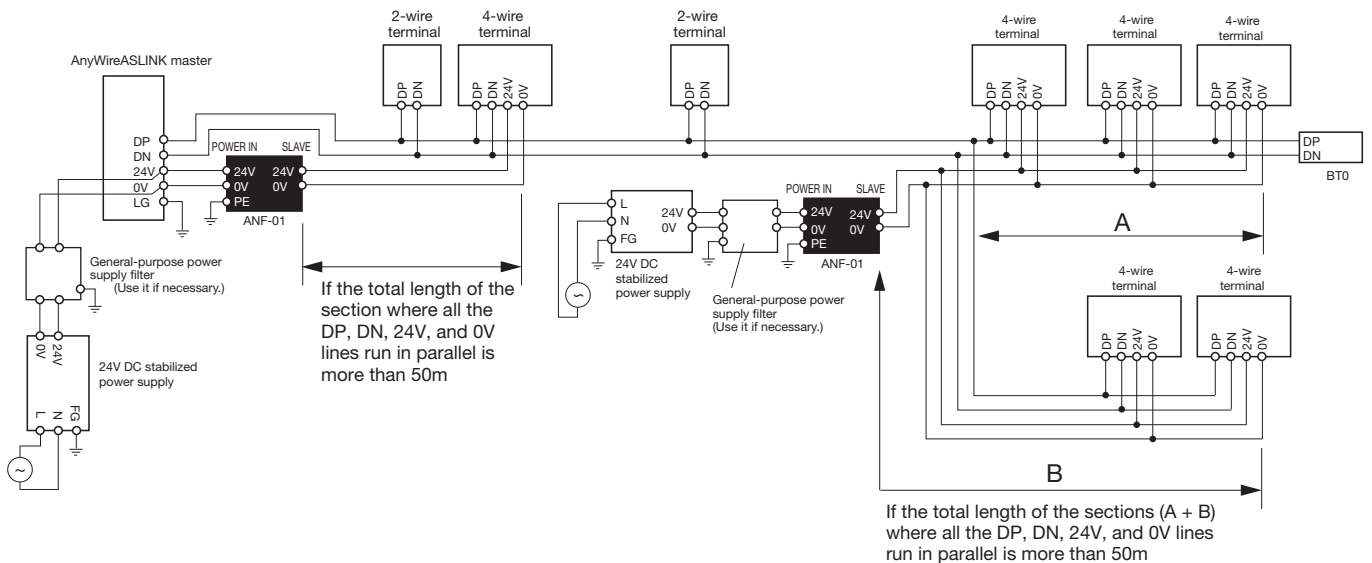 2-wire
terminal
4-wire
terminal
2-wire
terminal
4-wire
terminal
4-wire
terminal
4-wire
terminal
DP
DN
DP
DN
24V
0V
DP
DN
DP
DN
24V
0V
DP
DN
24V
0V
DP
DN
24V
0V
AnyWireASLINK master
DP
DN
24V
0V
LG
POWER IN SLAVE
24V 24V
0V 0V
PE
ANF-01
DP
DN
BT0
General-purpose power
supply filter
(Use it if necessary.)
0V
24V
24V DC stabilized
power supply
L
N
FG
~
If the total length of the
section where all the
DP, DN, 24V, and 0V
lines run in parallel is
more than 50m
L
N
FG
24V
0V
24V DC
stabilized
power supply
~
General-purpose power
supply filter
(Use it if necessary.)
POWER IN SLAVE
24V 24V
0V 0V
PE
ANF-01
A
4-wire
terminal
4-wire
terminal
DP
DN
24V
0V
DP
DN
24V
0V
B
If the total length of the sections (A + B)
where all the DP, DN, 24V, and 0V lines
run in parallel is more than 50m